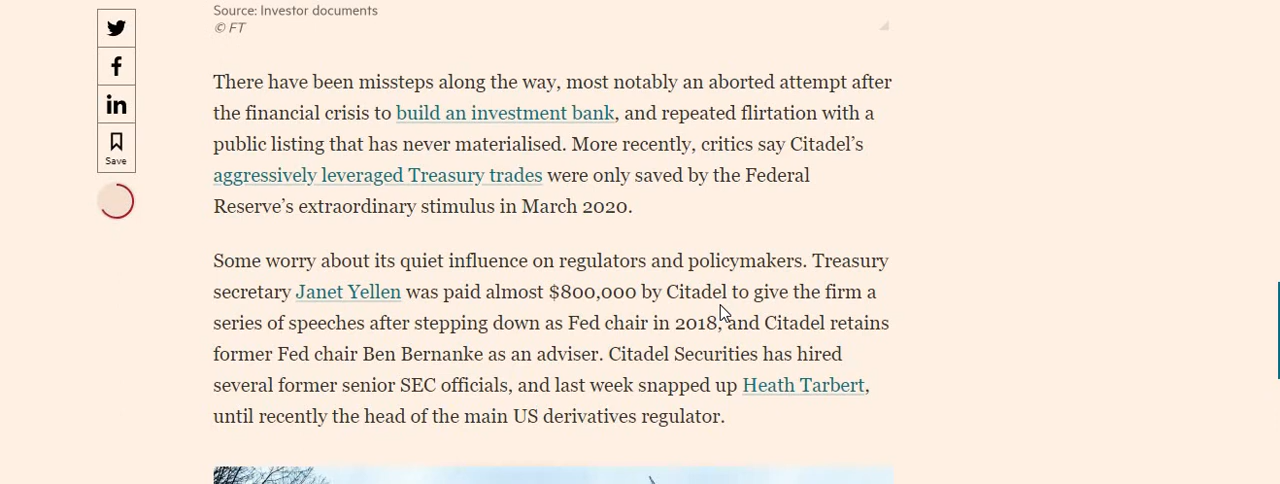 Source: Investor documents
© FT
There have been missteps along the way, most notably an aborted attempt after
the financial crisis to build an investment bank, and repeated flirtation with a
public listing that has never materialised. More recently, critics say Citadel’s
aggressively leveraged Treasury trades were only saved by the Federal
Reserve’s extraordinary stimulus in March 2020.
Some worry about its quiet influence on regulators and policymakers. Treasury
secretary Janet Yellen was paid almost $800,000 by Citadel to give the firm a
series of speeches after stepping down as Fed chair in 2018, and Citadel retains
former Fed chair Ben Bernanke as an adviser. Citadel Securities has hired
several former senior SEC officials, and last week snapped up Heath Tarbert,
until recently the head of the main US derivatives regulator.
Save